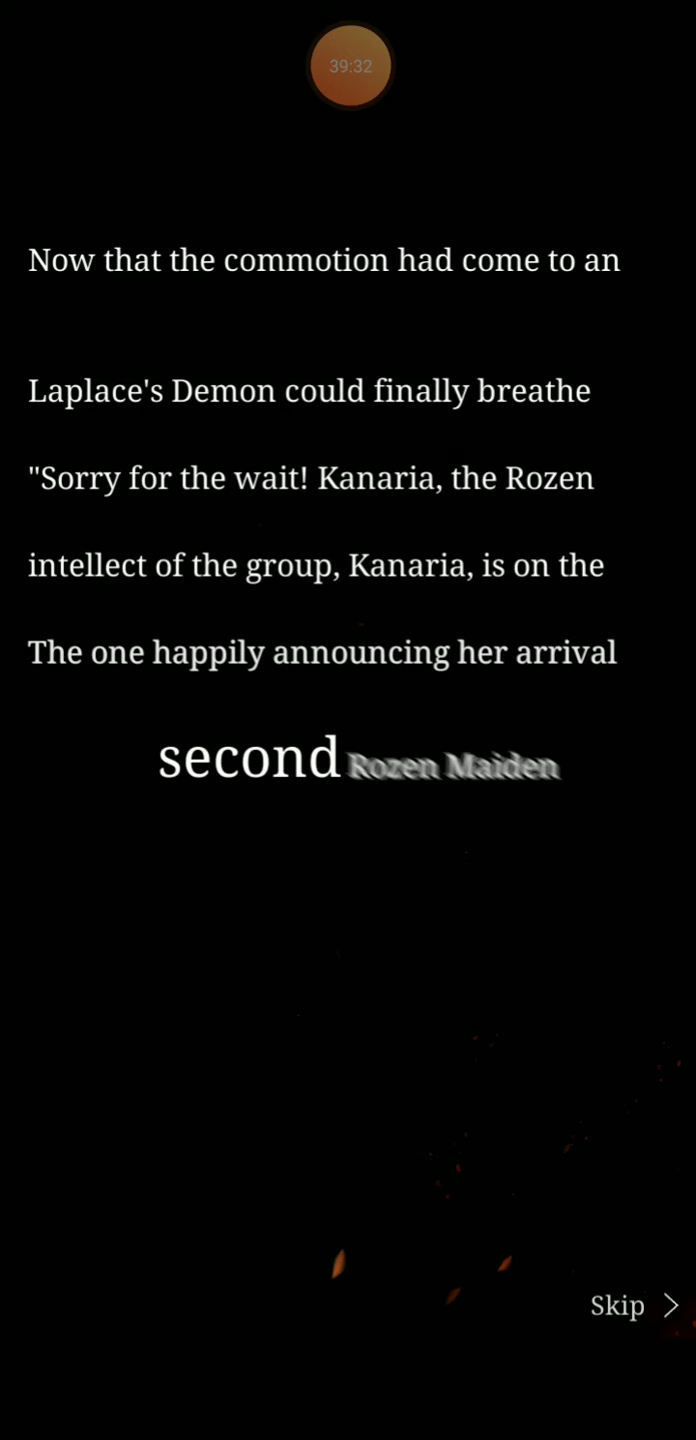 39:32
Now that the commotion had come to an
Laplace's Demon could finally breathe
"Sorry for the wait! Kanaria, the Rozen
intellect of the group, Kanaria, is on the
The one happily announcing her arrival
second Rozen Maiden
Skip